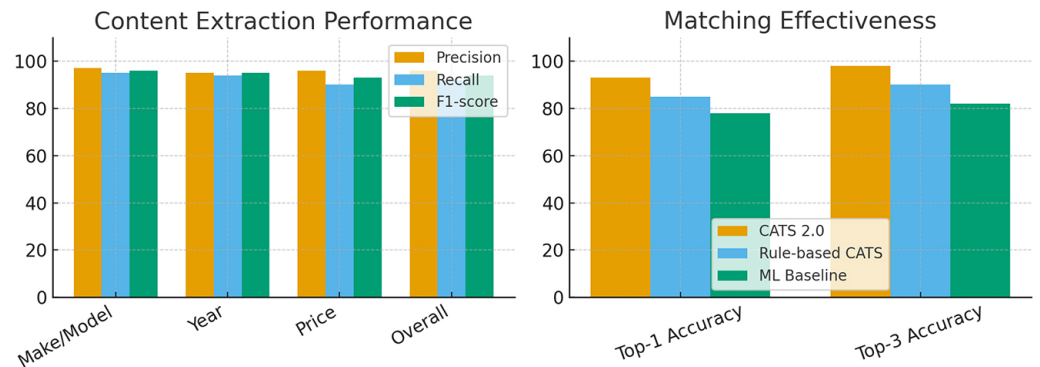 Content Extraction Performance
100
80
60
40
20
0
Precision
Recall
F1-score
Make/Model
Year
Price
Overall
Matching Effectiveness
100
80
60
40
20
0
CATS 2.0
Rule-based CATS
ML Baseline
Top-1 Accuracy
Top-3 Accuracy